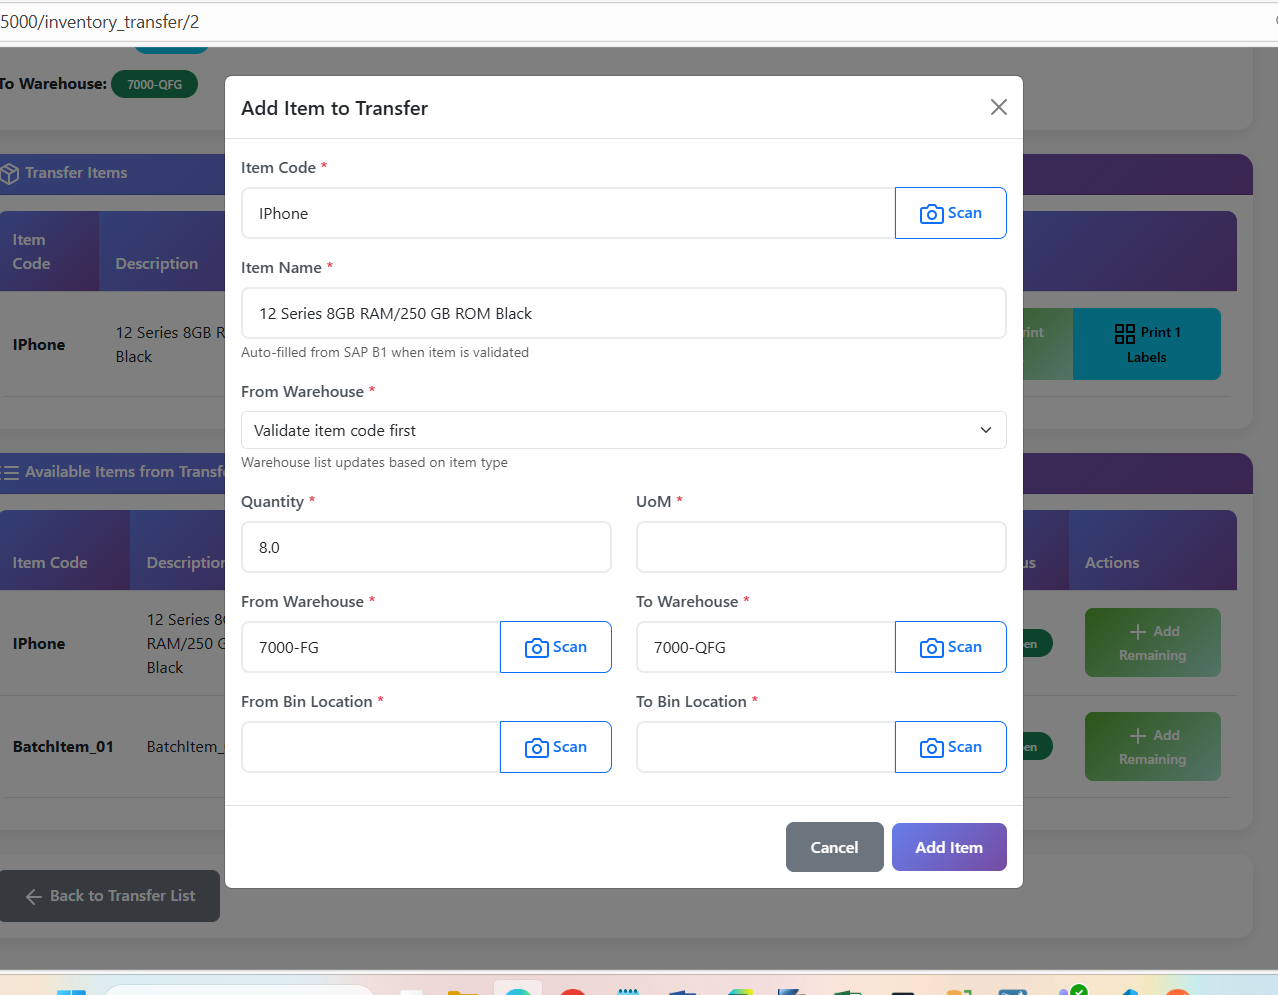 5000/inventory_transfer/2
To Warehouse: 7000-QFG
Add Item to Transfer
Item Code *
IPhone
Scan
Item Name *
12 Series 8GB RAM/250 GB ROM Black
Auto-filled from SAP B1 when item is validated
From Warehouse *
Validate item code first
Warehouse list updates based on item type
Quantity *
UoM *
8.0
From Warehouse *
To Warehouse *
7000-FG
Scan
7000-QFG
Scan
From Bin Location *
To Bin Location *
Scan
Scan
Cancel
Add Item
Transfer Items
Item
Code
Description
IPhone
12 Series 8GB R
Black
rint
Print 1
Labels
Available Items from Transf
Item Code
Description
us
Actions
IPhone
12 Series 8
RAM/250 G
Black
en
Add
Remaining
BatchItem_01
BatchItem_
en
Add
Remaining
Back to Transfer List